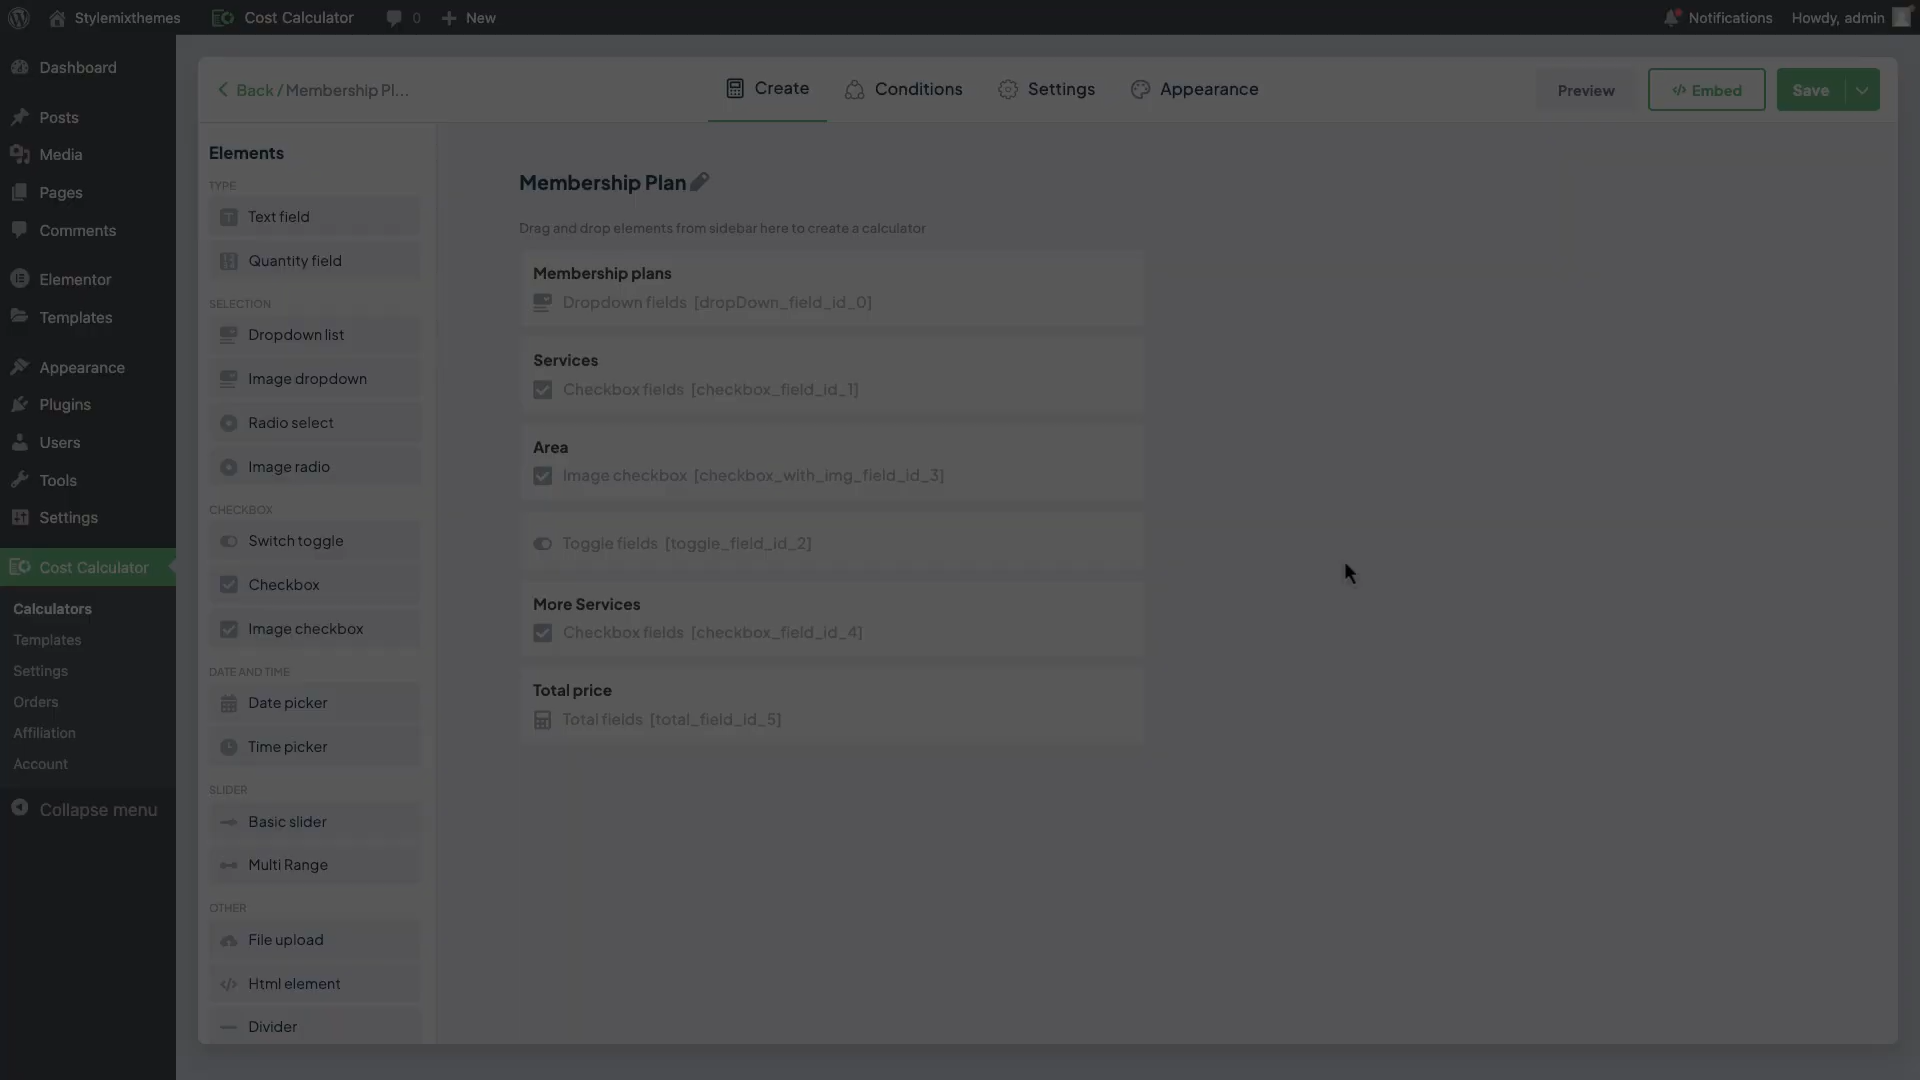 Stylemixthemes
Cost Calculator
0
New
Notifications
Howdy, admin
Dashboard
Posts
Media
Pages
Comments
Elementor
Templates
Appearance
Plugins
Users
Tools
Settings
Cost Calculator
Calculators
Templates
Settings
Orders
Affiliation
Account
Collapse menu
Back / Membership Pl...
Create
Conditions
Settings
Appearance
Preview
Embed
Save
Elements
TYPE
Text field
Quantity field
SELECTION
Dropdown list
Image dropdown
Radio select
Image radio
CHECKBOX
Switch toggle
Checkbox
Image checkbox
DATE AND TIME
Date picker
Time picker
SLIDER
Basic slider
Multi Range
OTHER
File upload
Html element
Divider
Membership Plan
Drag and drop elements from sidebar here to create a calculator
Membership plans
Dropdown fields [dropDown_field_id_0]
Services
Checkbox fields [checkbox_field_id_1]
Area
Image checkbox [checkbox_with_img_field_id_3]
Toggle fields [toggle_field_id_2]
More Services
Checkbox fields [checkbox_field_id_4]
Total price
Total fields [total_field_id_5]